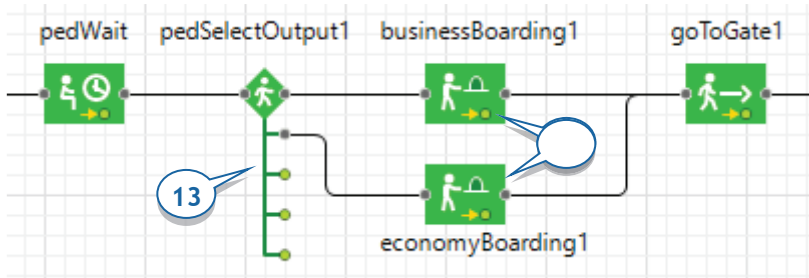 pedWait pedSelectOutput1 businessBoarding1 goToGate1
13
economyBoarding1